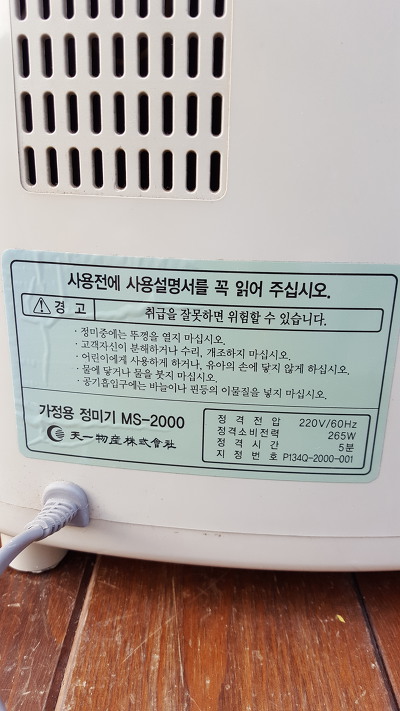 사용전에 사용설명서를 꼭 읽어 주십시오.
경 고 취급을 잘못하면 위험할 수 있습니다.
· 정미중에는 뚜껑을 열지 마십시오.
· 고객자신이 분해하거나 수리, 개조하지 마십시오.
· 어린이에게 사용하게 하거나, 유아의 손에 닿지 않게 하십시오.
· 물에 닿거나 물을 붓지 마십시오.
· 공기흡입구에는 바늘이나 핀등의 이물질을 넣지 마십시오.
가정용 정미기 MS-2000
天一物産株式會社
정 격 전 압 220V/60Hz
정격소비전력 265W
정 격 시 간 5분
지 정 번 호 P134Q-2000-001